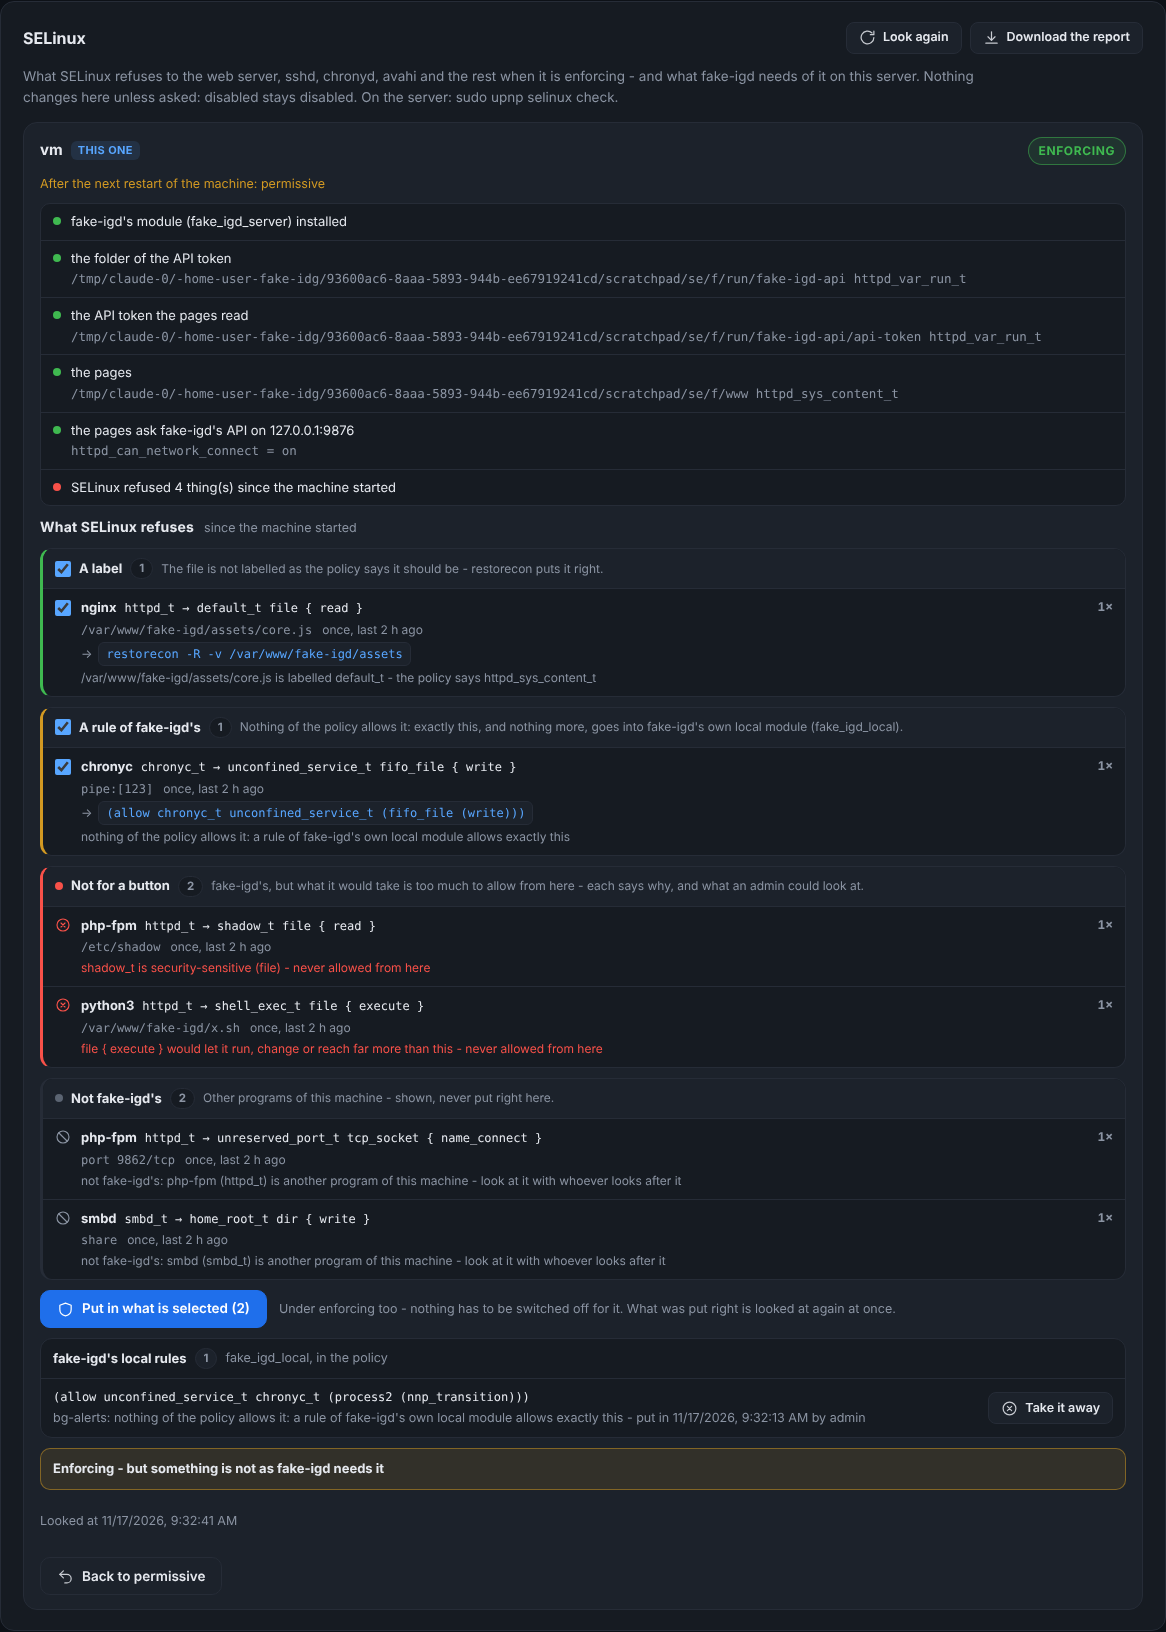 SELinux
Look again
Download the report
What SELinux refuses to the web server, sshd, chronyd, avahi and the rest when it is enforcing - and what fake-igd needs of it on this server. Nothing
changes here unless asked: disabled stays disabled. On the server: sudo upnp selinux check.
vm THIS ONE
ENFORCING
After the next restart of the machine: permissive
fake-igd's module (fake_igd_server) installed
the folder of the API token
/tmp/claude-0/-home-user-fake-idg/93600ac6-8aaa-5893-944b-ee67919241cd/scratchpad/se/f/run/fake-igd-api httpd_var_run_t
the API token the pages read
/tmp/claude-0/-home-user-fake-idg/93600ac6-8aaa-5893-944b-ee67919241cd/scratchpad/se/f/run/fake-igd-api/api-token httpd_var_run_t
the pages
/tmp/claude-0/-home-user-fake-idg/93600ac6-8aaa-5893-944b-ee67919241cd/scratchpad/se/f/www httpd_sys_content_t
the pages ask fake-igd's API on 127.0.0.1:9876
httpd_can_network_connect = on
SELinux refused 4 thing(s) since the machine started
What SELinux refuses since the machine started
A label 1 The file is not labelled as the policy says it should be - restorecon puts it right.
nginx httpd_t → default_t file { read } 1×
/var/www/fake-igd/assets/core.js once, last 2 h ago
→ restorecon -R -v /var/www/fake-igd/assets
/var/www/fake-igd/assets/core.js is labelled default_t - the policy says httpd_sys_content_t
A rule of fake-igd's 1 Nothing of the policy allows it: exactly this, and nothing more, goes into fake-igd's own local module (fake_igd_local).
chronyc chronyc_t → unconfined_service_t fifo_file { write } 1×
pipe:[123] once, last 2 h ago
→ (allow chronyc_t unconfined_service_t (fifo_file (write)))
nothing of the policy allows it: a rule of fake-igd's own local module allows exactly this
Not for a button 2 fake-igd's, but what it would take is too much to allow from here - each says why, and what an admin could look at.
php-fpm httpd_t → shadow_t file { read } 1×
/etc/shadow once, last 2 h ago
shadow_t is security-sensitive (file) - never allowed from here
python3 httpd_t → shell_exec_t file { execute } 1×
/var/www/fake-igd/x.sh once, last 2 h ago
file { execute } would let it run, change or reach far more than this - never allowed from here
Not fake-igd's 2 Other programs of this machine - shown, never put right here.
php-fpm httpd_t → unreserved_port_t tcp_socket { name_connect } 1×
port 9862/tcp once, last 2 h ago
not fake-igd's: php-fpm (httpd_t) is another program of this machine - look at it with whoever looks after it
smbd smbd_t → home_root_t dir { write } 1×
share once, last 2 h ago
not fake-igd's: smbd (smbd_t) is another program of this machine - look at it with whoever looks after it
Put in what is selected (2) Under enforcing too - nothing has to be switched off for it. What was put right is looked at again at once.
fake-igd's local rules 1 fake_igd_local, in the policy
(allow unconfined_service_t chronyc_t (process2 (nnp_transition)))
bg-alerts: nothing of the policy allows it: a rule of fake-igd's own local module allows exactly this - put in 11/17/2026, 9:32:13 AM by admin
Take it away
Enforcing - but something is not as fake-igd needs it
Looked at 11/17/2026, 9:32:41 AM
Back to permissive